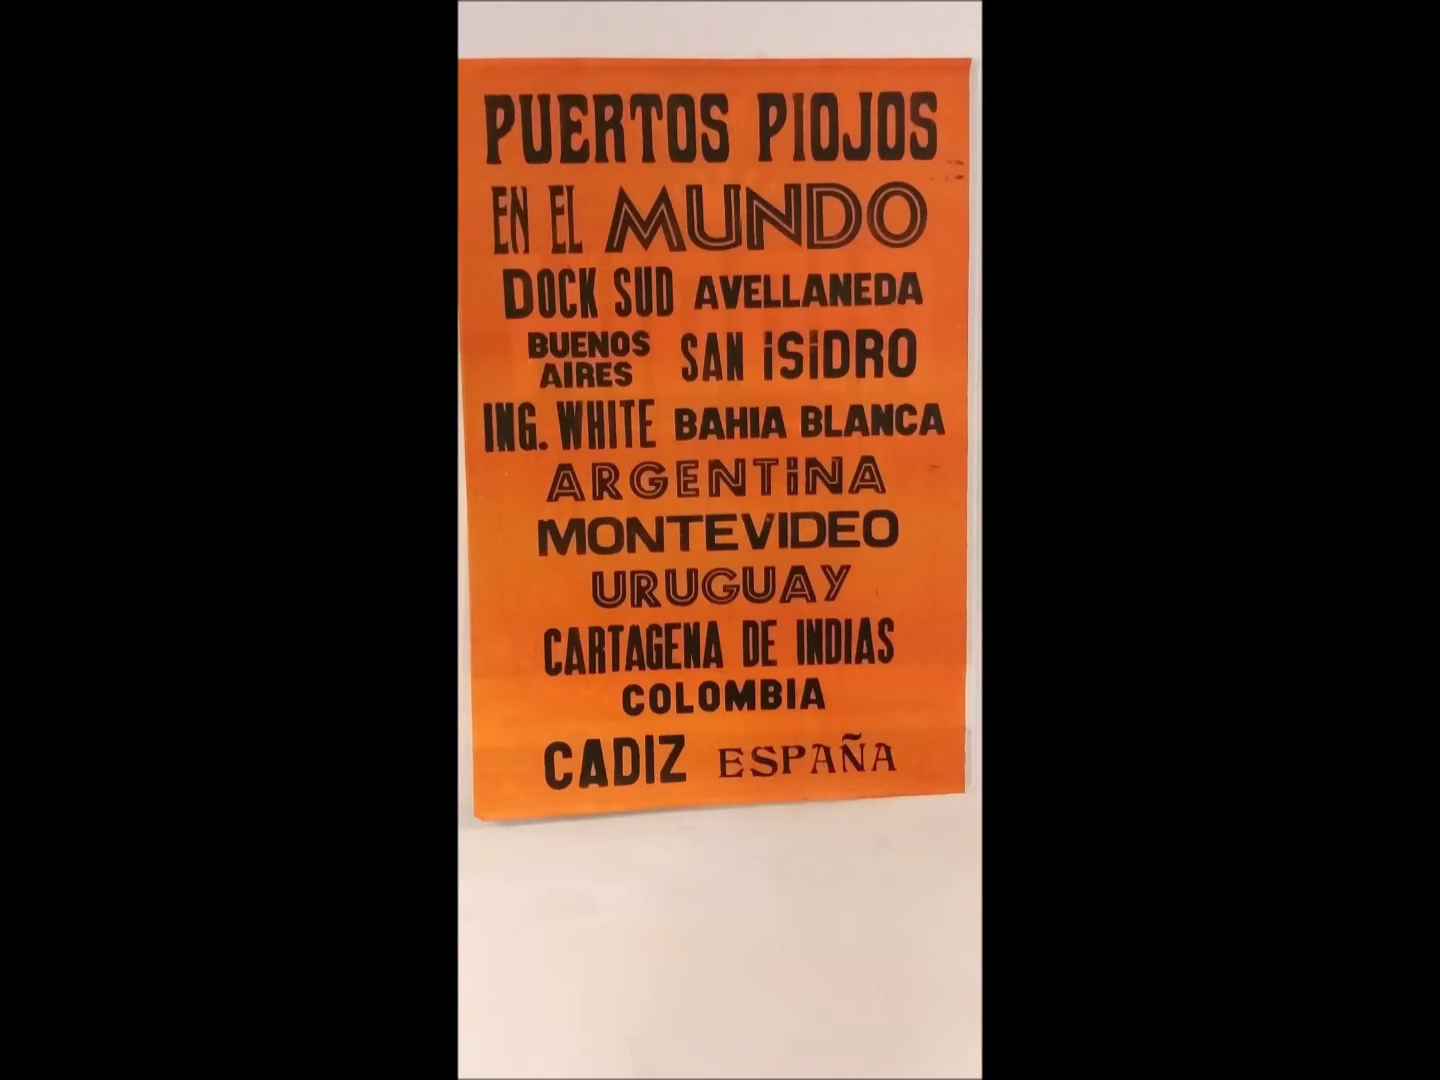 PUERTOS PIOJOS
EN EL MUNDO
DOCK SUD AVELLANEDA
BUENOS AIRES SAN ISIDRO
ING. WHITE BAHIA BLANCA
ARGENTINA
MONTEVIDEO
URUGUAY
CARTAGENA DE INDIAS
COLOMBIA
CADIZ ESPAÑA